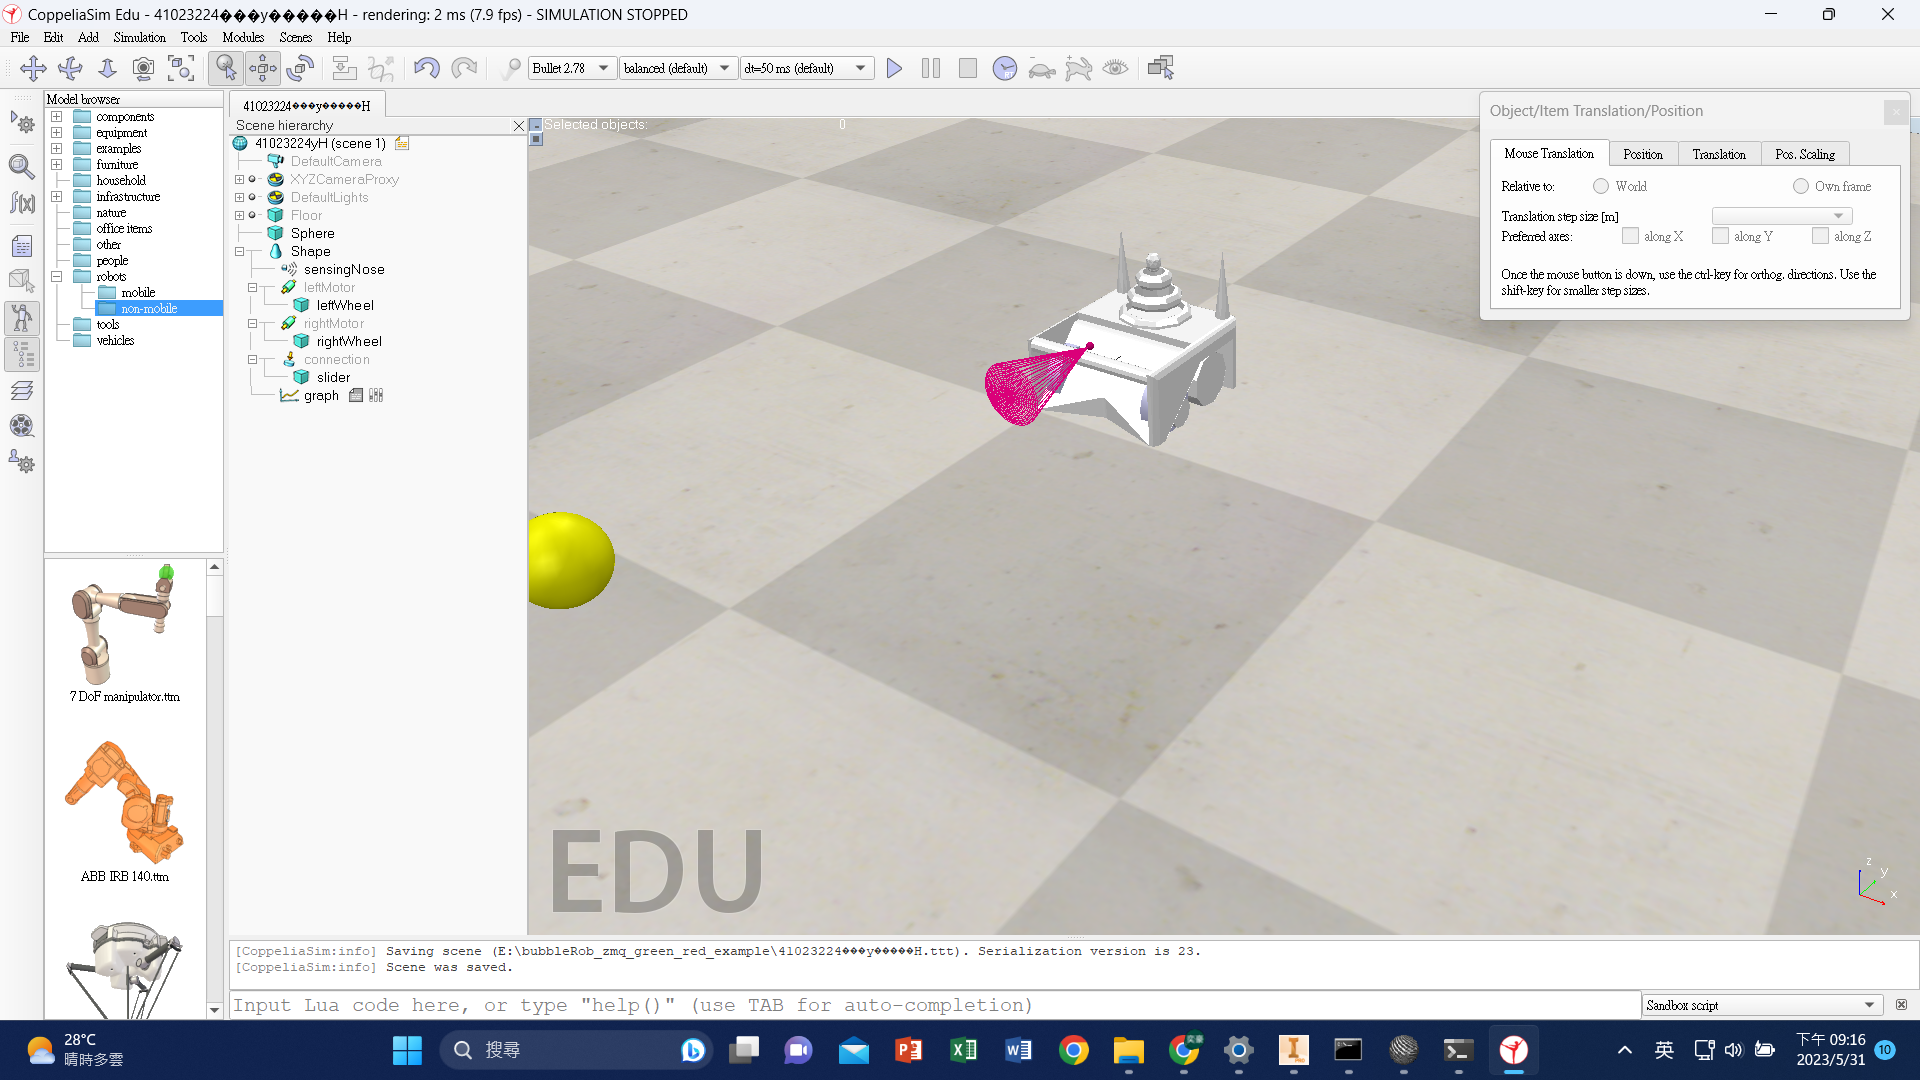 CoppeliaSim Edu - 41023224���y�����H - rendering: 2 ms (7.9 fps) - SIMULATION STOPPED
File Edit Add Simulation Tools Modules Scenes Help
Bullet 2.78 balanced (default) dt=50 ms (default)
Model browser
components
equipment
examples
furniture
household
infrastructure
nature
office items
other
people
robots
mobile
non-mobile
tools
vehicles
7 DoF manipulator.ttm
ABB IRB 140.ttm
41023224���y�����H
Scene hierarchy
41023224yH (scene 1)
DefaultCamera
XYZCameraProxy
DefaultLights
Floor
Sphere
Shape
sensingNose
leftMotor
leftWheel
rightMotor
rightWheel
connection
slider
graph
Selected objects: 0
EDU
z
y
x
Object/Item Translation/Position
Mouse Translation Position Translation Pos. Scaling
Relative to: World Own frame
Translation step size [m]
Preferred axes: along X along Y along Z
Once the mouse button is down, use the ctrl-key for orthog. directions. Use the
shift-key for smaller step sizes.
[CoppeliaSim:info] Saving scene (E:\bubbleRob_zmq_green_red_example\41023224���y�����H.ttt). Serialization version is 23.
[CoppeliaSim:info] Scene was saved.
Input Lua code here, or type "help()" (use TAB for auto-completion)
Sandbox script
28°C
晴時多雲
搜尋
英
下午 09:16
2023/5/31
10